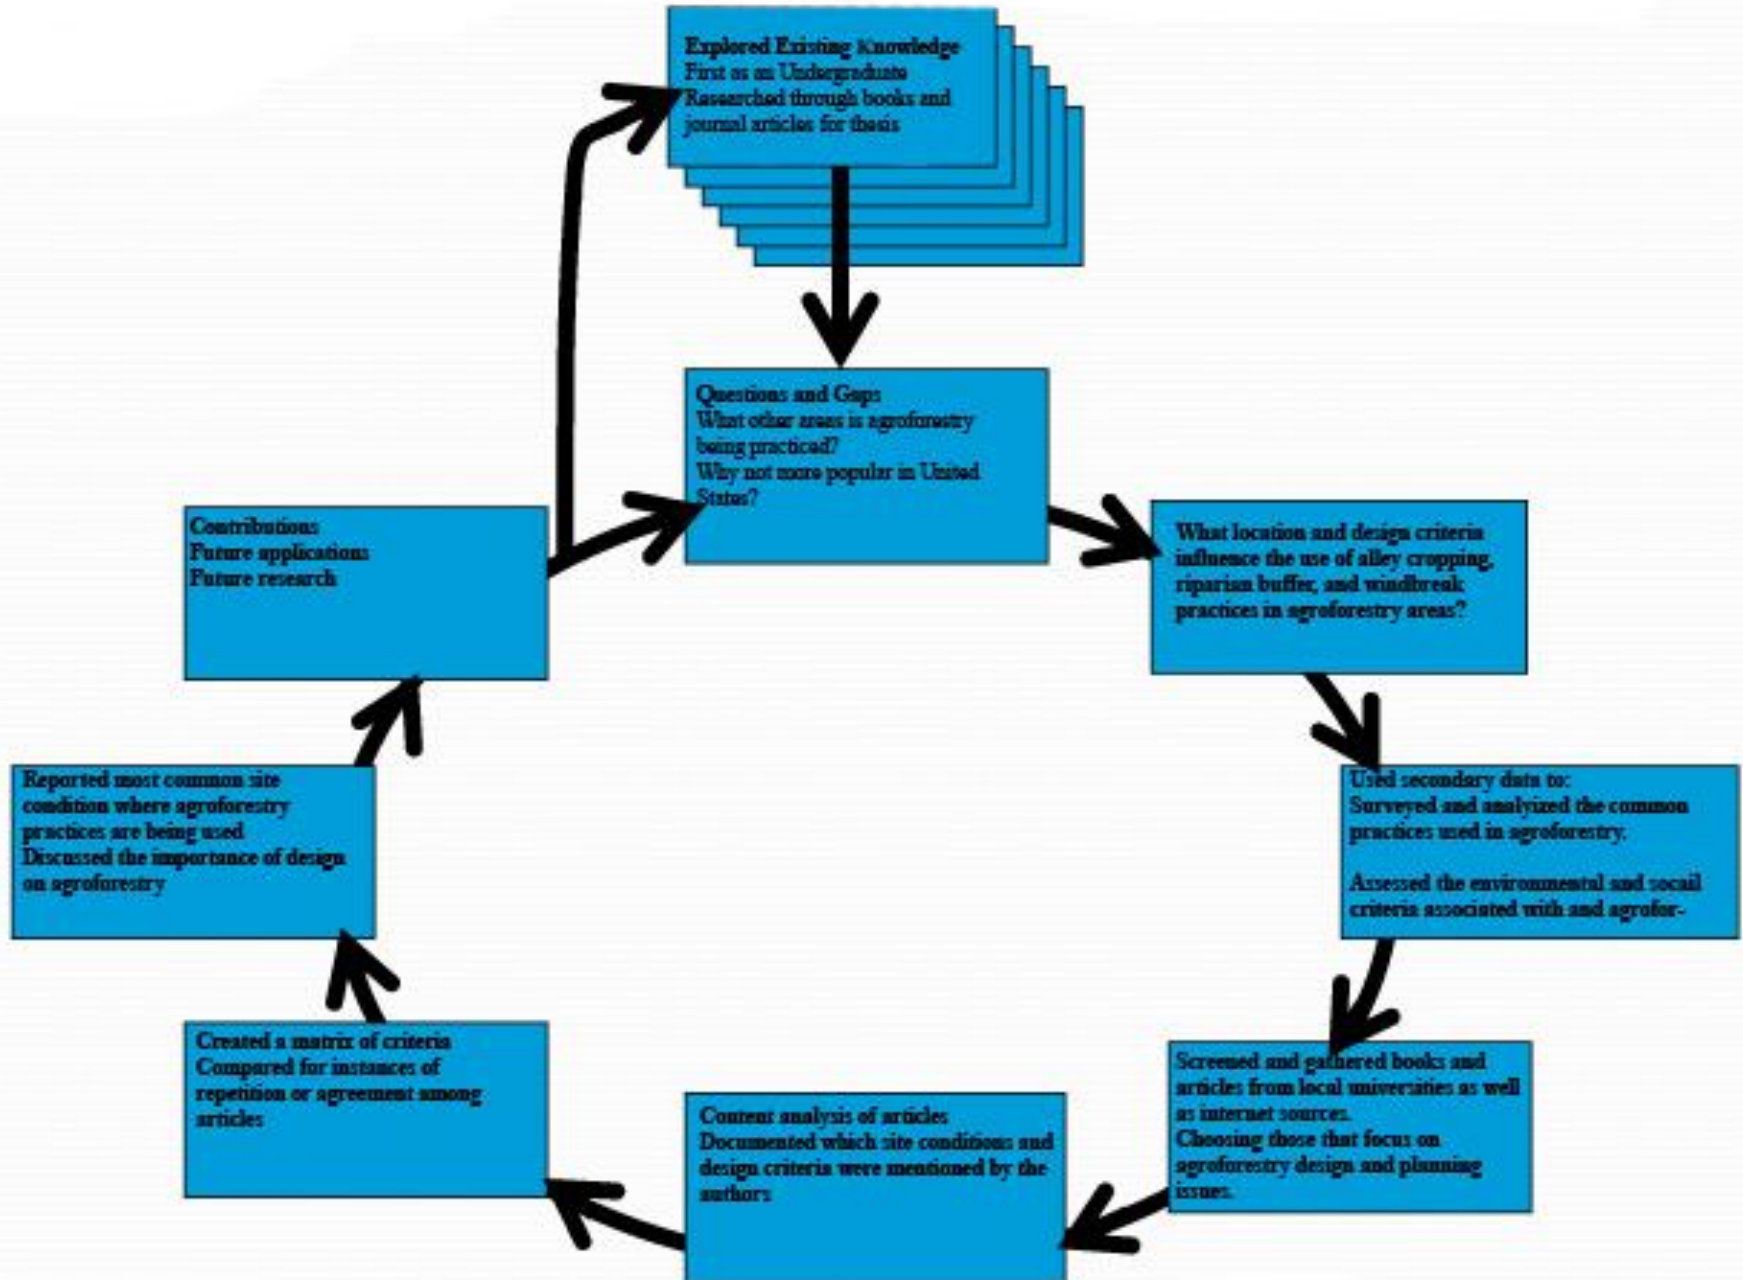 Explored Existing Knowledge
First as an Undergraduate
Researched through books and
journal articles for thesis
Questions and Gaps
What other areas is agroforestry
being practiced?
Why not more popular in United
States?
What location and design criteria
influence the use of alley cropping,
riparian buffer, and windbreak
practices in agroforestry areas?
Used secondary data to:
Surveyed and analyized the common
practices used in agroforestry.
Assessed the environmental and socail
criteria associated with and agrofor-
Screened and gathered books and
articles from local universities as well
as internet sources.
Choosing those that focus on
agroforestry design and planning
issues.
Content analysis of articles
Documented which site conditions and
design criteria were mentioned by the
authors
Created a matrix of criteria
Compared for instances of
repetition or agreement among
articles
Reported most common site
condition where agroforestry
practices are being used
Discussed the importance of design
on agroforestry
Contributions
Future applications
Future research